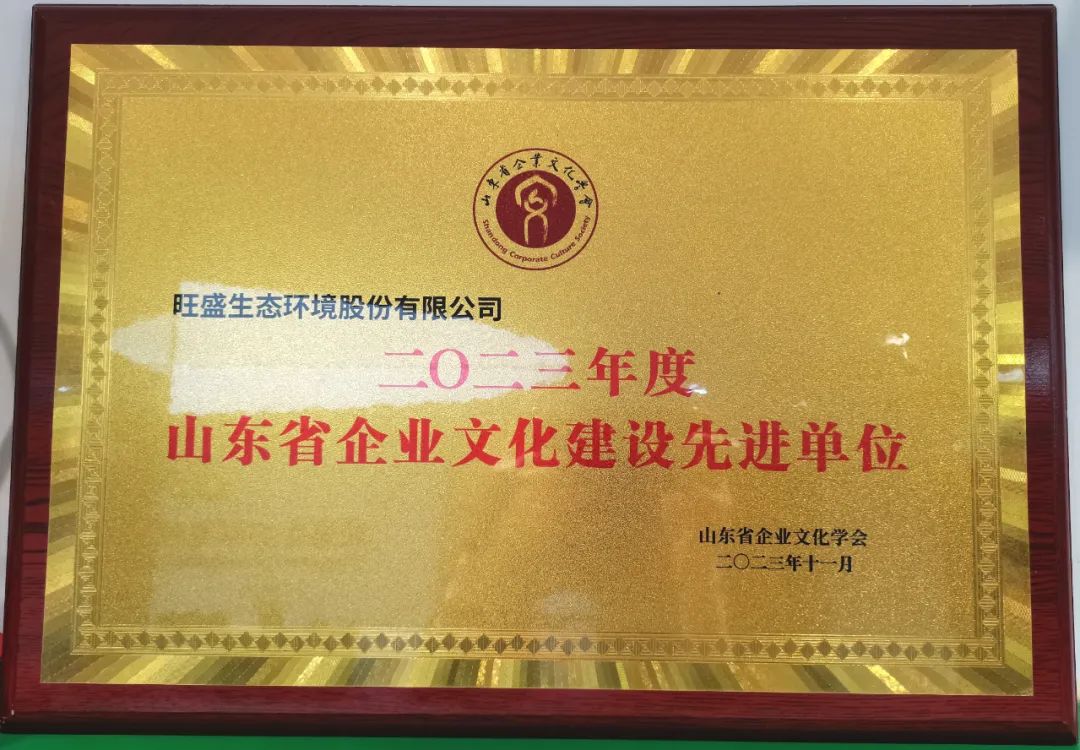 山东省企業文化学會
Shandong Corporate Culture Society
旺盛生态环境股份有限公司
二〇二三年度
山东省企业文化建设先进单位
山东省企业文化学会
二〇二三年十一月